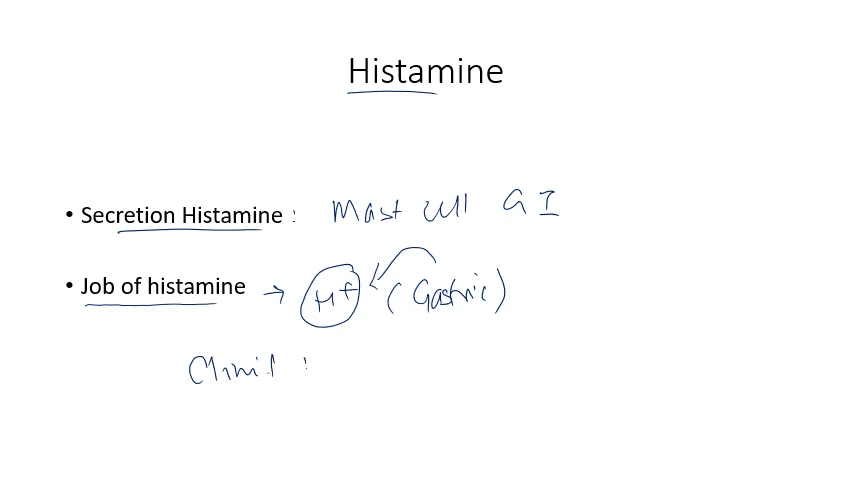 Histamine
• Secretion Histamine : Mast cell GI
• Job of histamine → H+ (Gastric)
: